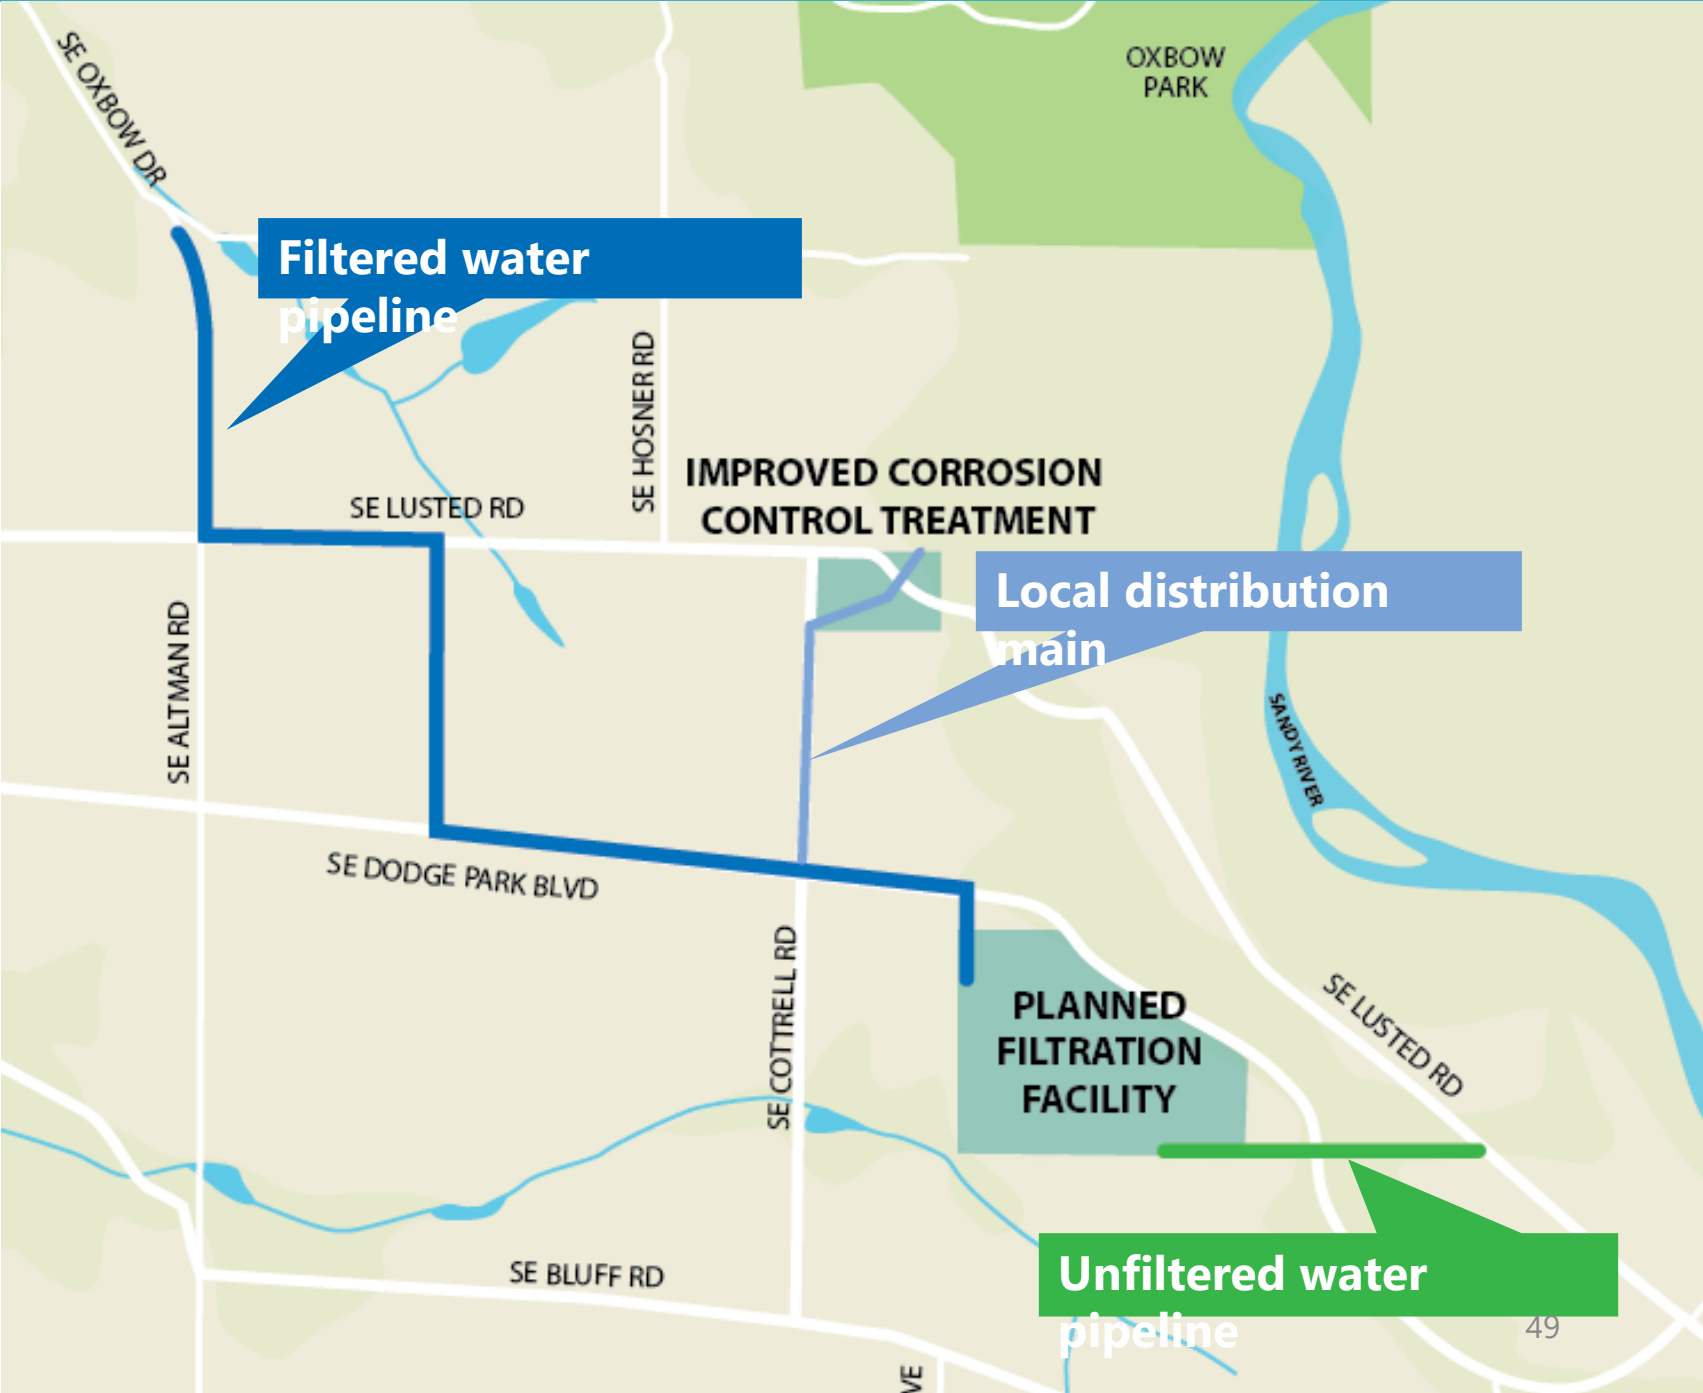 SE OXBOW DR
OXBOW
PARK
Filtered water
pipeline
SE HOSNER RD
IMPROVED CORROSION
CONTROL TREATMENT
SE LUSTED RD
Local distribution
main
SE ALTMAN RD
SANDY RIVER
SE DODGE PARK BLVD
SE COTTRELL RD
PLANNED
FILTRATION
FACILITY
SE LUSTED RD
SE BLUFF RD
Unfiltered water
pipeline
49
VE